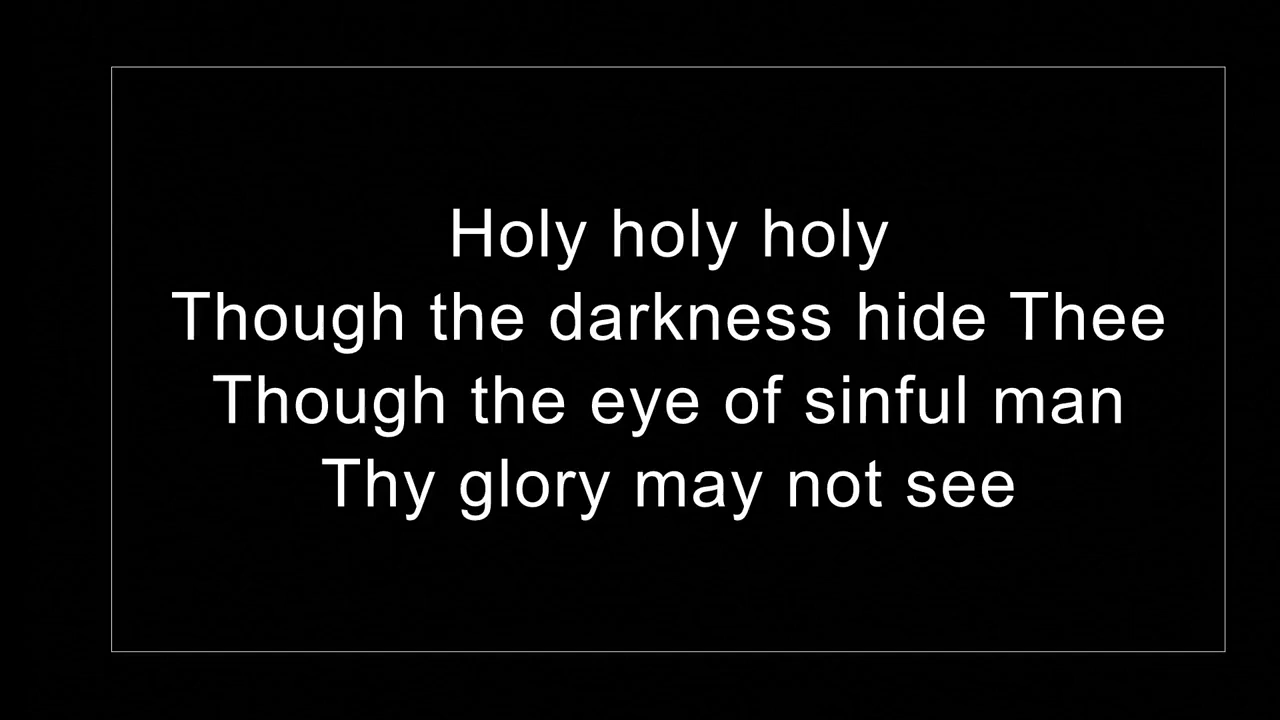 Holy holy holy
Though the darkness hide Thee
Though the eye of sinful man
Thy glory may not see